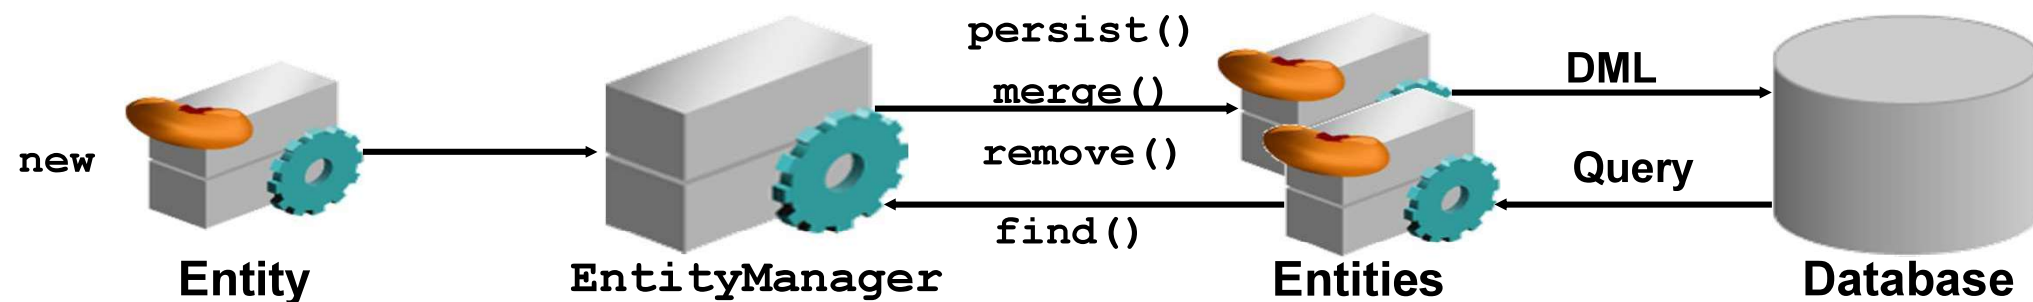 new
Entity
EntityManager
persist()
merge()
remove()
find()
Entities
DML
Query
Database